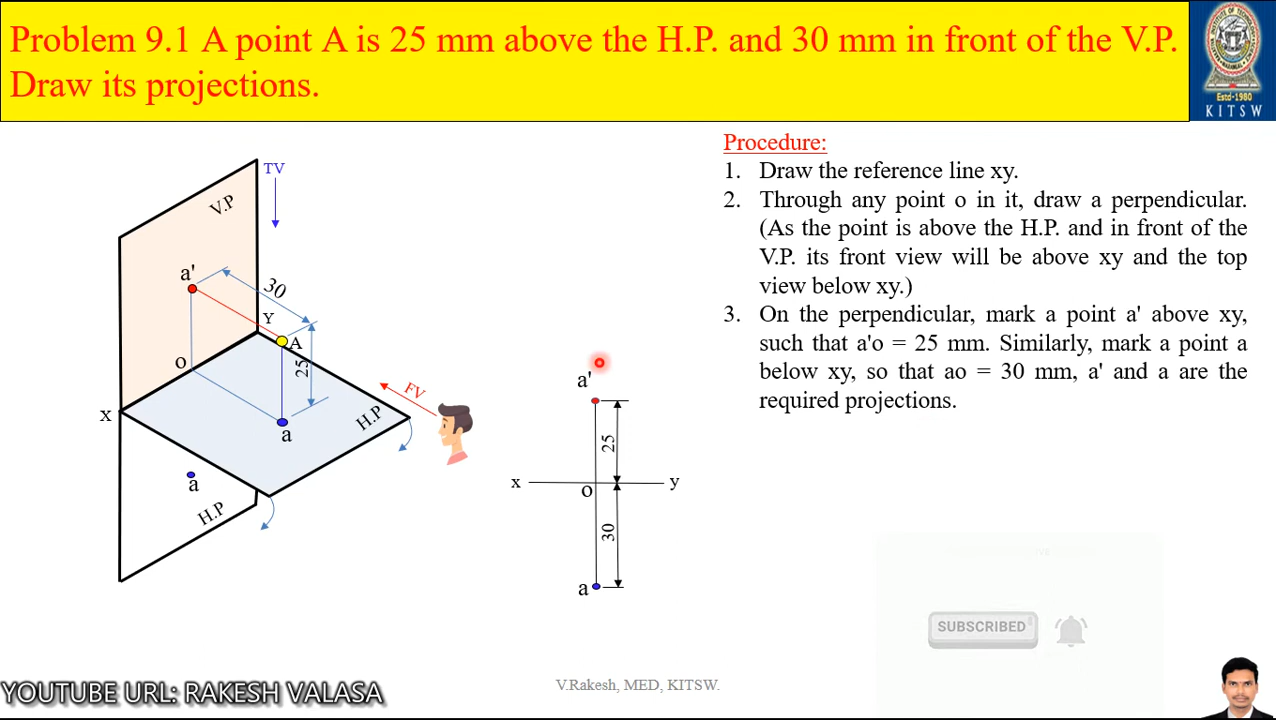 Problem 9.1 A point A is 25 mm above the H.P. and 30 mm in front of the V.P.
Draw its projections.
Estd-1980
K I T S W
Procedure:
1. Draw the reference line xy.
2. Through any point o in it, draw a perpendicular.
(As the point is above the H.P. and in front of the
V.P. its front view will be above xy and the top
view below xy.)
3. On the perpendicular, mark a point a' above xy,
such that a'o = 25 mm. Similarly, mark a point a
below xy, so that ao = 30 mm, a' and a are the
required projections.
TV
V.P
a'
30
Y
A
o
25
FV
X
H.P
a
a
H.P
a'
25
x
o
y
30
a
SUBSCRIBED
YOUTUBE URL: RAKESH VALASA
V.Rakesh, MED, KITSW.